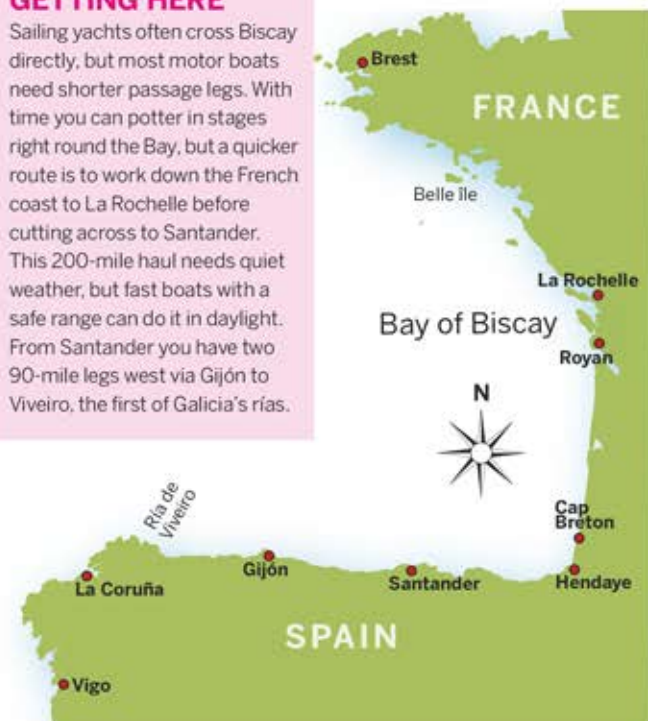 GETTING HERE
Sailing yachts often cross Biscay
directly, but most motor boats
need shorter passage legs. With
time you can potter in stages
right round the Bay, but a quicker
route is to work down the French
coast to La Rochelle before
cutting across to Santander.
This 200-mile haul needs quiet
weather, but fast boats with a
safe range can do it in daylight.
From Santander you have two
90-mile legs west via Gijón to
Viveiro, the first of Galicia's rías.
Brest
FRANCE
Belle île
La Rochelle
Bay of Biscay
Royan
N
Ría de
Viveiro
Cap
Breton
La Coruña
Gijón
Santander
Hendaye
SPAIN
Vigo